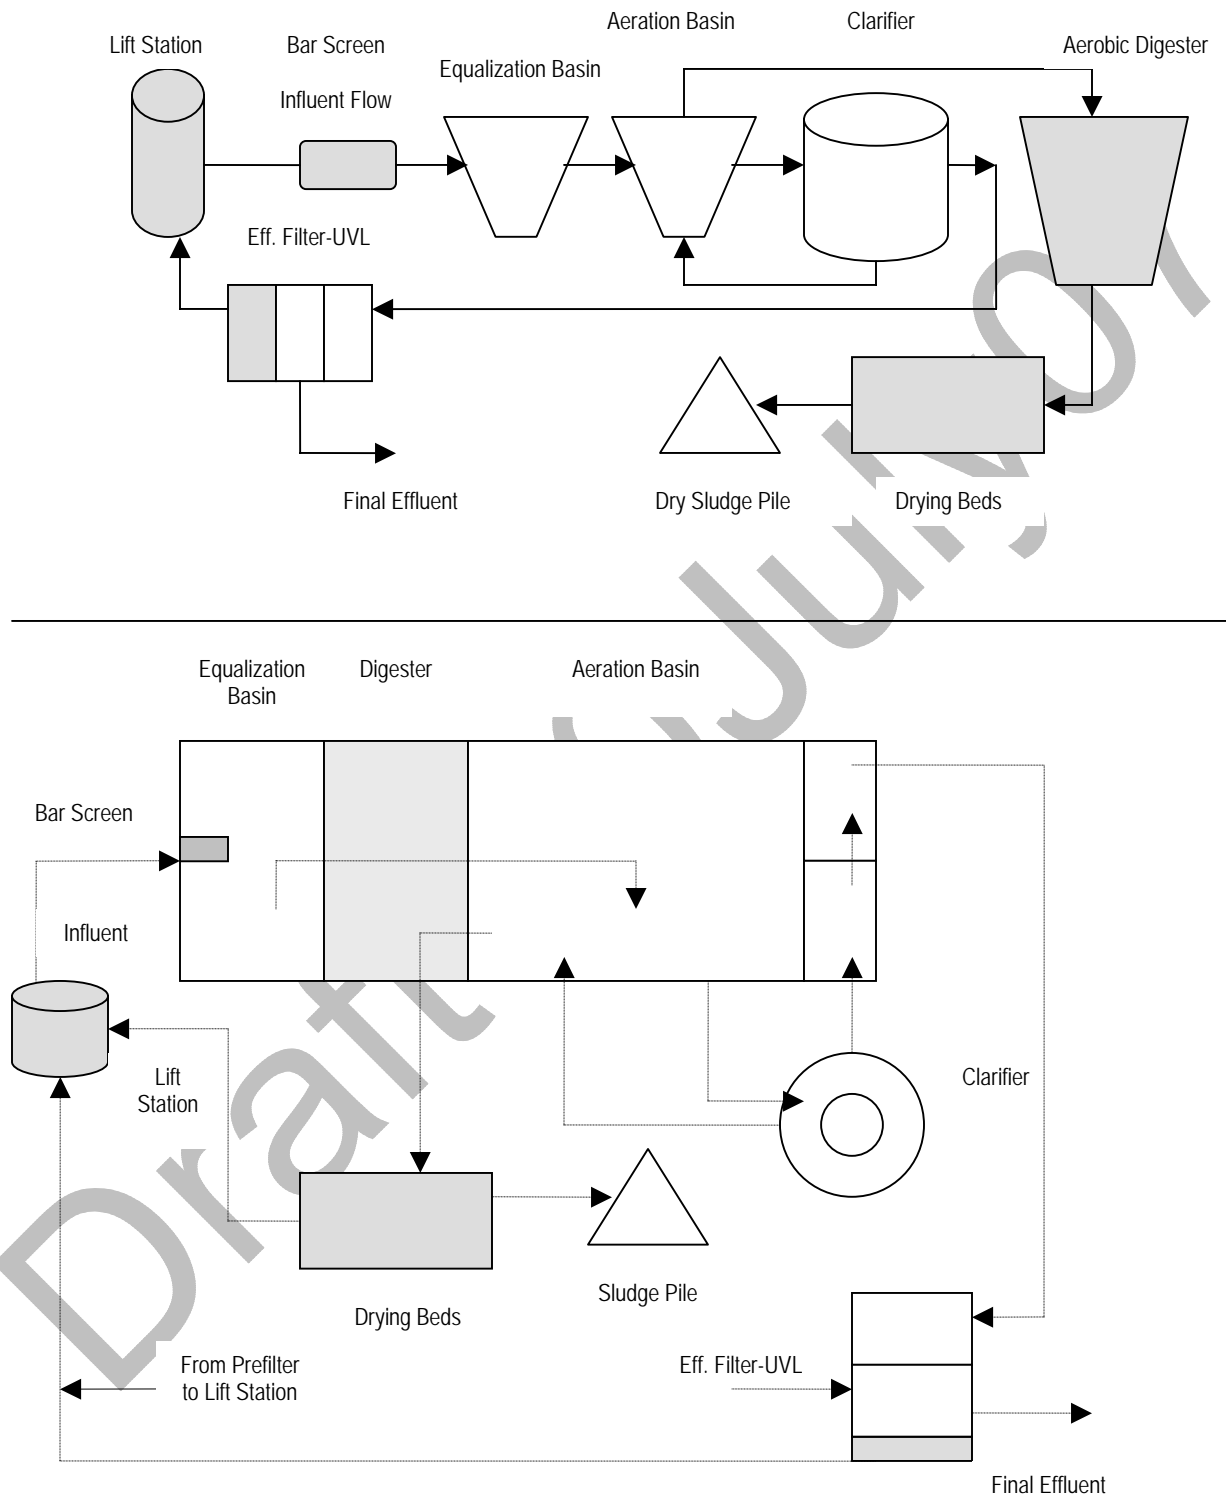 Aeration Basin
Clarifier
Lift Station
Bar Screen
Aerobic Digester
Equalization Basin
Influent Flow
Eff. Filter-UVL
Final Effluent
Dry Sludge Pile
Drying Beds
Equalization
Basin
Digester
Aeration Basin
Bar Screen
Influent
Lift
Station
Clarifier
Sludge Pile
Drying Beds
From Prefilter
to Lift Station
Eff. Filter-UVL
Final Effluent